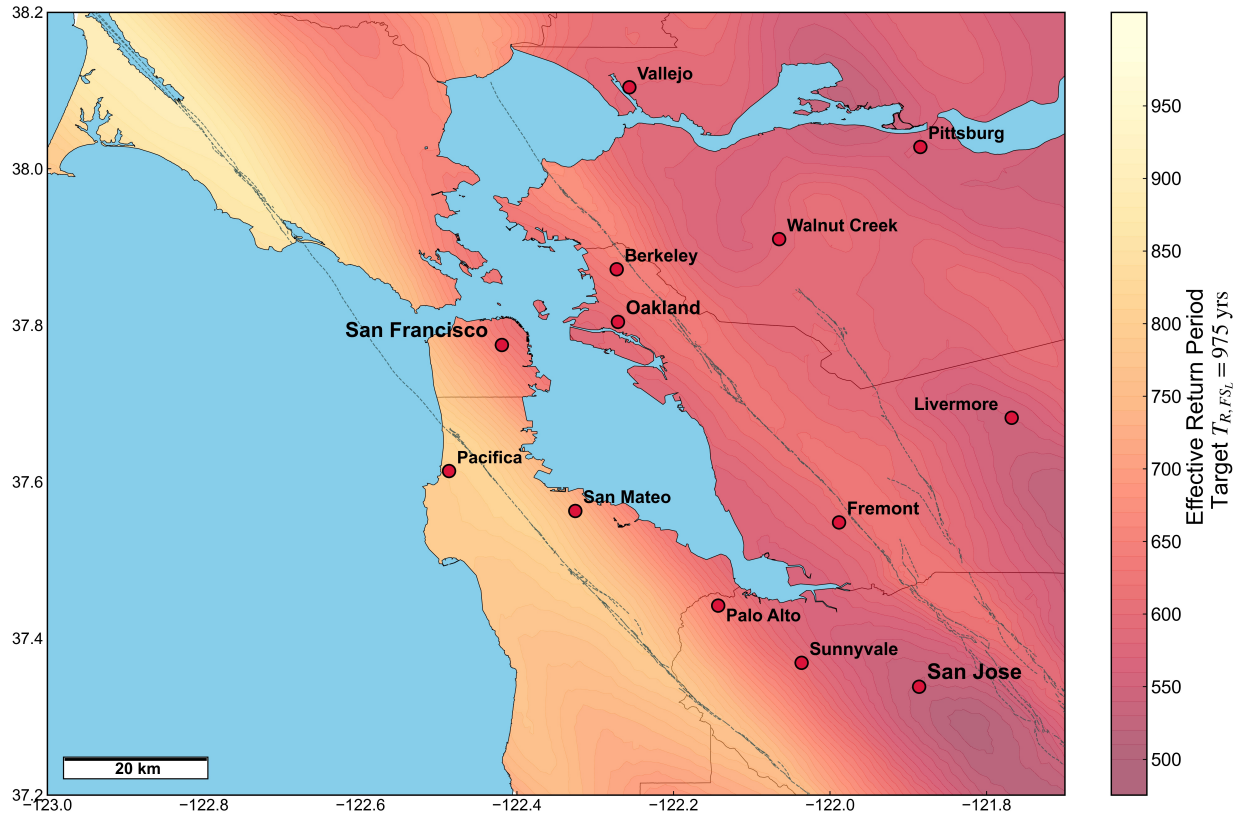 38.2
38.0
37.8
37.6
37.4
37.2
−123.0
−122.8
−122.6
−122.4
−122.2
−122.0
−121.8
Vallejo
Pittsburg
Walnut Creek
Berkeley
Oakland
San Francisco
Livermore
Pacifica
San Mateo
Fremont
Palo Alto
Sunnyvale
San Jose
20 km
950
900
850
800
750
700
650
600
550
500
Effective Return Period
Target T_{R,FS_L} = 975 yrs